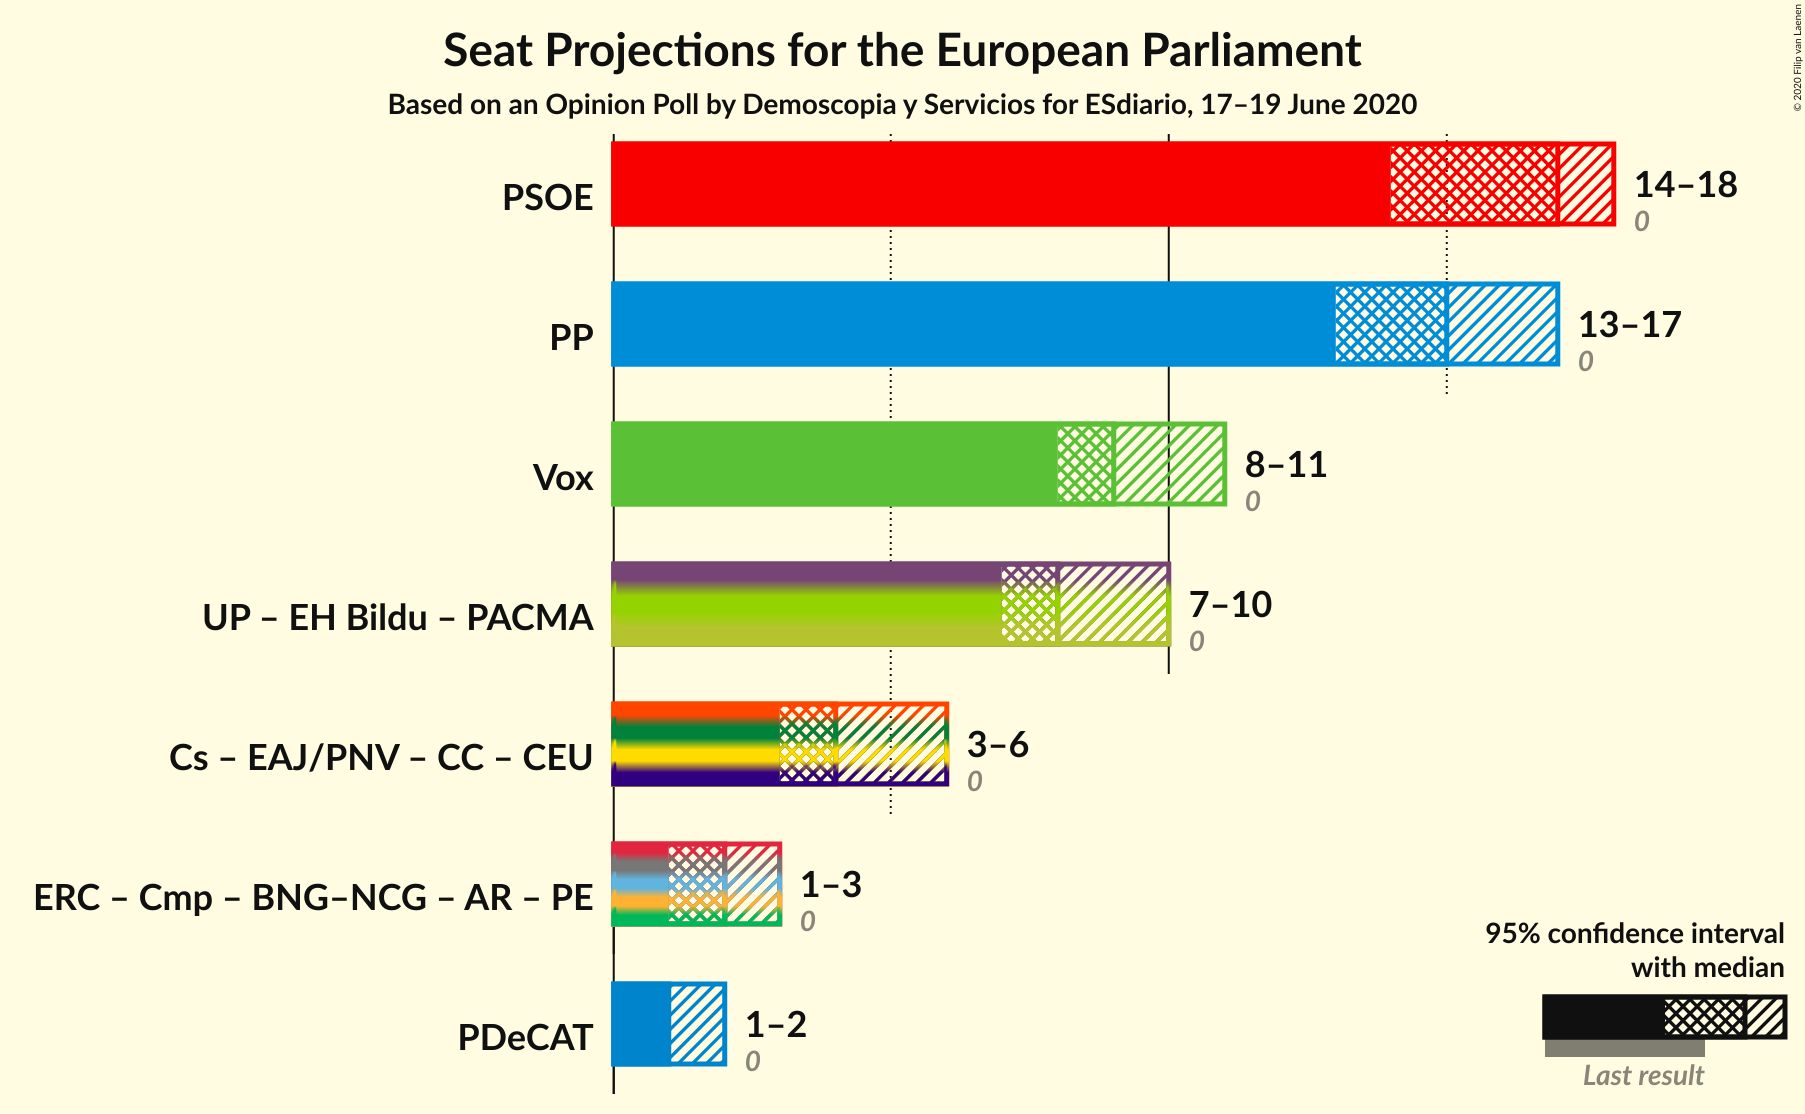 Seat Projections for the European Parliament
Based on an Opinion Poll by Demoscopia y Servicios for ESdiario, 17–19 June 2020
© 2020 Filip van Laenen
PSOE
14–18
0
PP
13–17
0
Vox
8–11
0
UP – EH Bildu – PACMA
7–10
0
Cs – EAJ/PNV – CC – CEU
3–6
0
ERC – Cmp – BNG–NCG – AR – PE
1–3
0
PDeCAT
1–2
0
95% confidence interval
with median
Last result